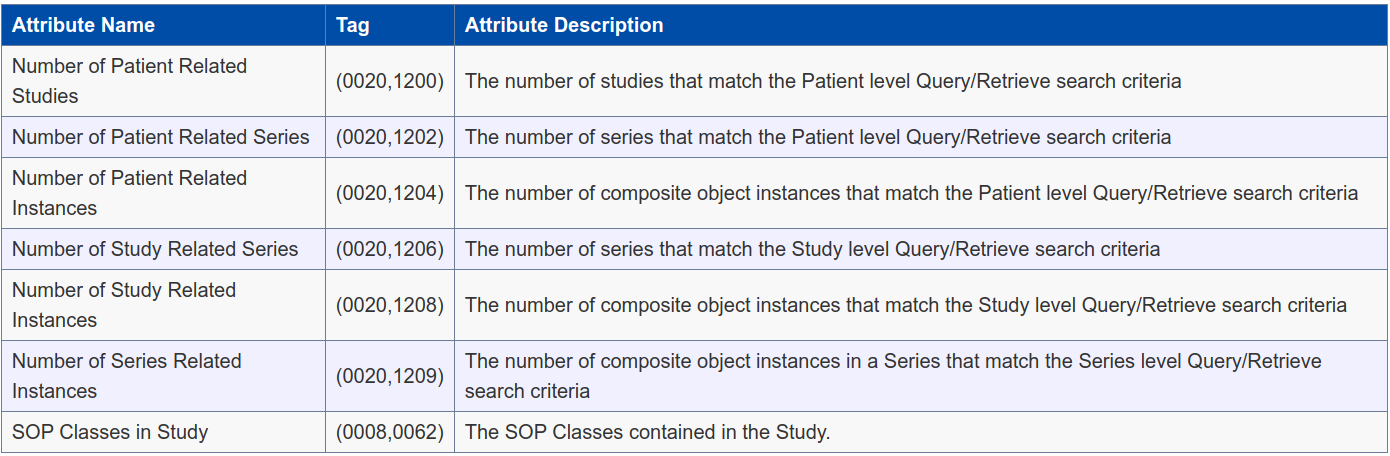 Attribute Name Tag Attribute Description
Number of Patient Related
Studies
(0020,1200) The number of studies that match the Patient level Query/Retrieve search criteria
Number of Patient Related Series (0020,1202) The number of series that match the Patient level Query/Retrieve search criteria
Number of Patient Related
Instances
(0020,1204) The number of composite object instances that match the Patient level Query/Retrieve search criteria
Number of Study Related Series (0020,1206) The number of series that match the Study level Query/Retrieve search criteria
Number of Study Related
Instances
(0020,1208) The number of composite object instances that match the Study level Query/Retrieve search criteria
Number of Series Related
Instances
(0020,1209) The number of composite object instances in a Series that match the Series level Query/Retrieve
search criteria
SOP Classes in Study (0008,0062) The SOP Classes contained in the Study.